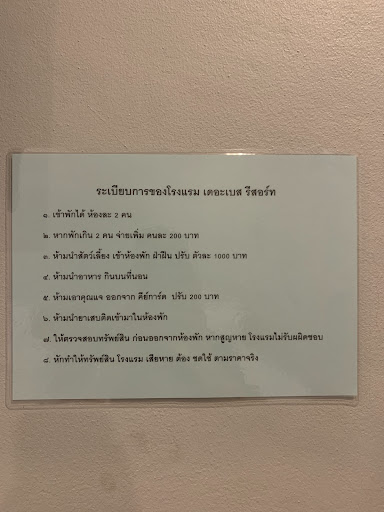 ระเบียบการของโรงแรม เดอะเบส รีสอร์ท
๑. เข้าพักได้ ห้องละ 2 คน
๒. หากพักเกิน 2 คน จ่ายเพิ่ม คนละ 200 บาท
๓. ห้ามนำสัตว์เลี้ยง เข้าห้องพัก ฝ่าฝืน ปรับ ตัวละ 1000 บาท
๔. ห้ามนำอาหาร กินบนที่นอน
๕. ห้ามเอากุญแจ ออกจาก คีย์การ์ด ปรับ 200 บาท
๖. ห้ามนำยาเสบติดเข้ามาในห้องพัก
๗. ให้ตรวจสอบทรัพย์สิน ก่อนออกจากห้องพัก หากสูญหาย โรงแรมไม่รับผผิดชอบ
๘. หักทำให้ทรัพย์สิน โรงแรม เสียหาย ต้อง ชดใช้ ตามราคาจริง